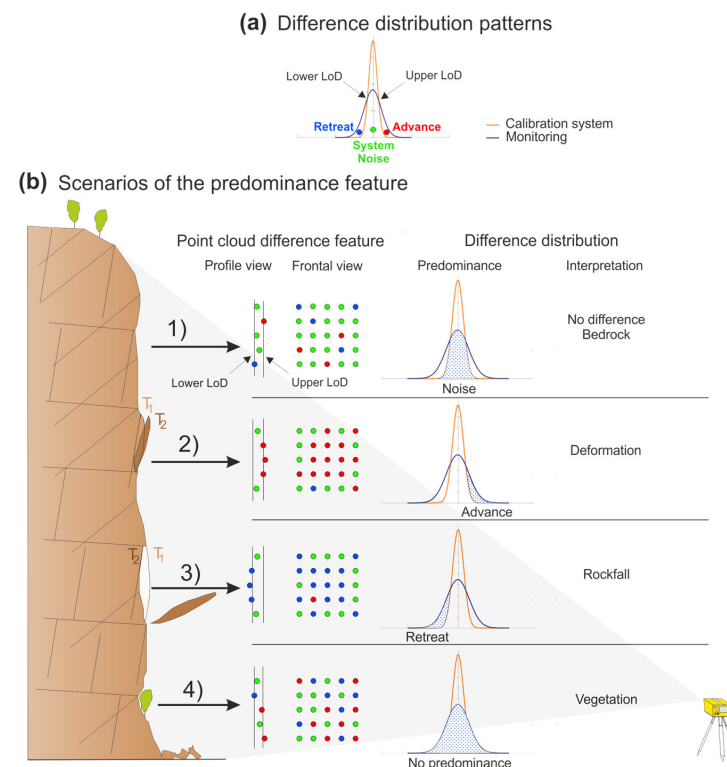 (a) Difference distribution patterns
Lower LoD
Upper LoD
Retreat
Advance
System
Noise
Calibration system
Monitoring
(b) Scenarios of the predominance feature
Point cloud difference feature
Difference distribution
Profile view
Frontal view
Predominance
Interpretation
1)
Lower LoD
Upper LoD
Noise
No difference
Bedrock
T1
T2
2)
Advance
Deformation
T2
T1
3)
Retreat
Rockfall
4)
No predominance
Vegetation